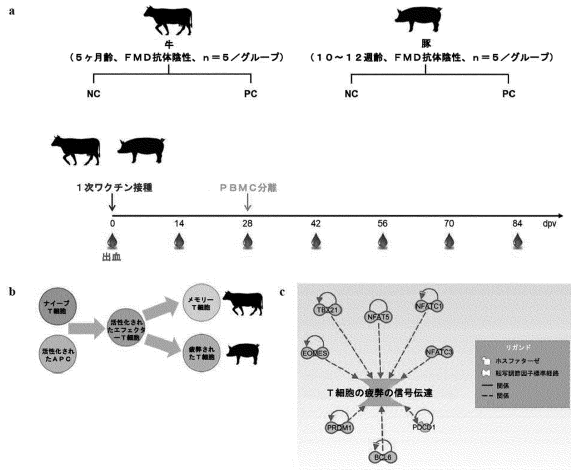 a
牛
(5ヶ月齢、FMD抗体陰性、n=5/グループ)
NC
PC
豚
(10~12週齢、FMD抗体陰性、n=5/グループ)
NC
PC
1次ワクチン接種
PBMC分離
0
14
28
42
56
70
84
dpv
出血
b
ナイーブ
T細胞
活性化され
たAPC
活性化され
たエフェクタ
ーT細胞
メモリー
T細胞
疲弊され
たT細胞
c
TBX21
NFAT5
NFATC1
EOMES
NFATC3
T細胞の疲弊の信号伝達
PRDM1
PDCD1
BCL6
リガンド
ホスファターゼ
転写調節因子標準経路
関係
関係